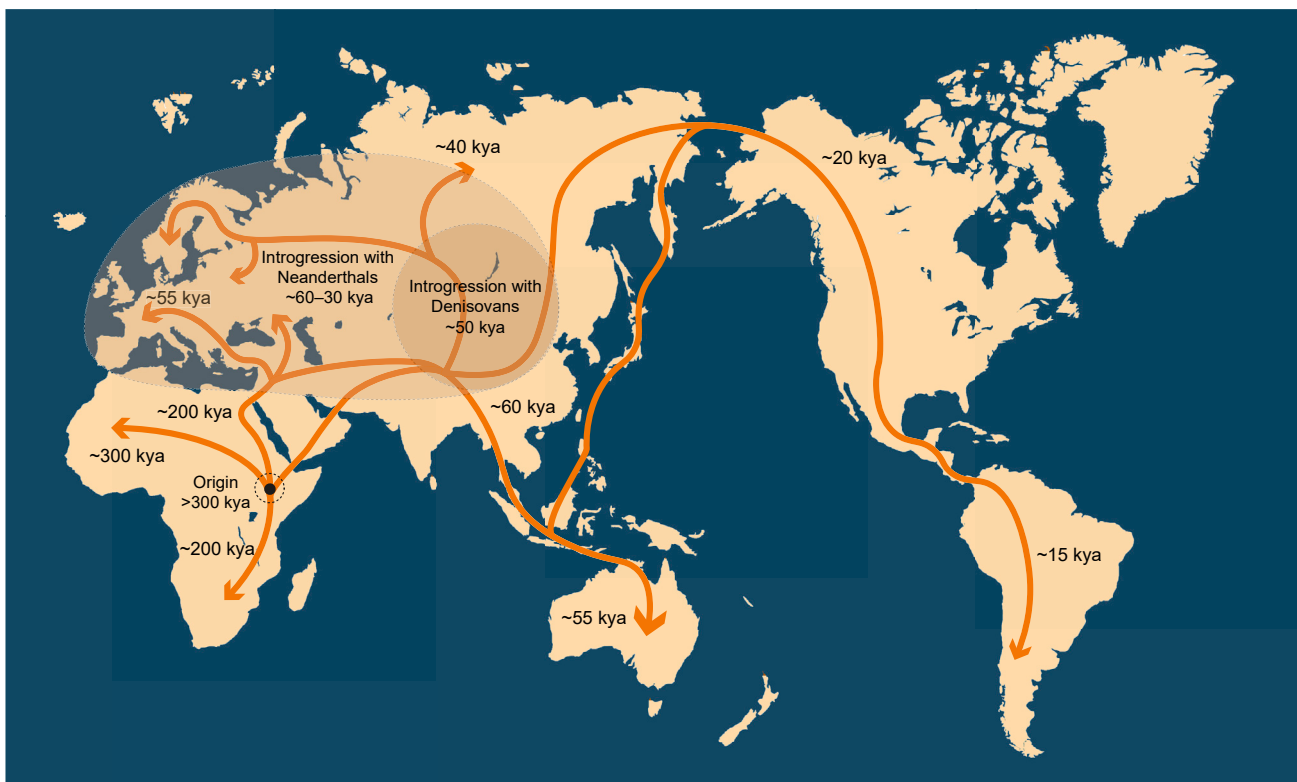 ~40 kya
~20 kya
Introgression with
Neanderthals
~60–30 kya
Introgression with
Denisovans
~50 kya
~55 kya
~200 kya
~60 kya
~300 kya
Origin
>300 kya
~200 kya
~15 kya
~55 kya